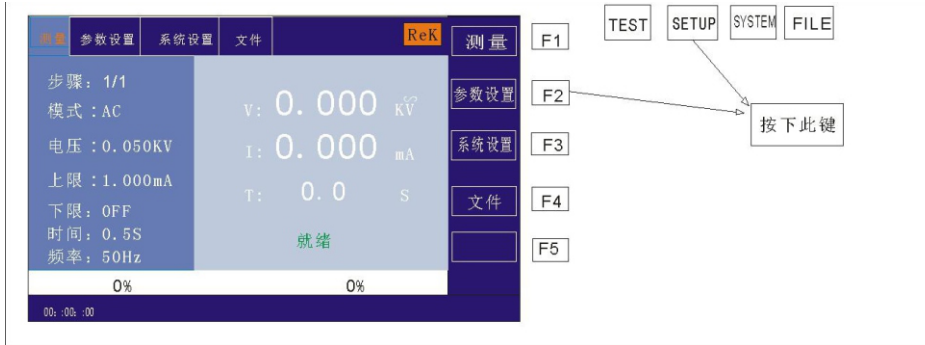 测量 参数设置 系统设置 文件 ReK
步骤：1/1
模式：AC
电压：0.050KV
上限：1.000mA
下限：OFF
时间：0.5S
频率：50Hz
V: 0.000 KV
I: 0.000 mA
T: 0.0 S
就绪
0% 0%
00: :00: :00
测量 F1
参数设置 F2
系统设置 F3
文件 F4
F5
TEST SETUP SYSTEM FILE
按下此键